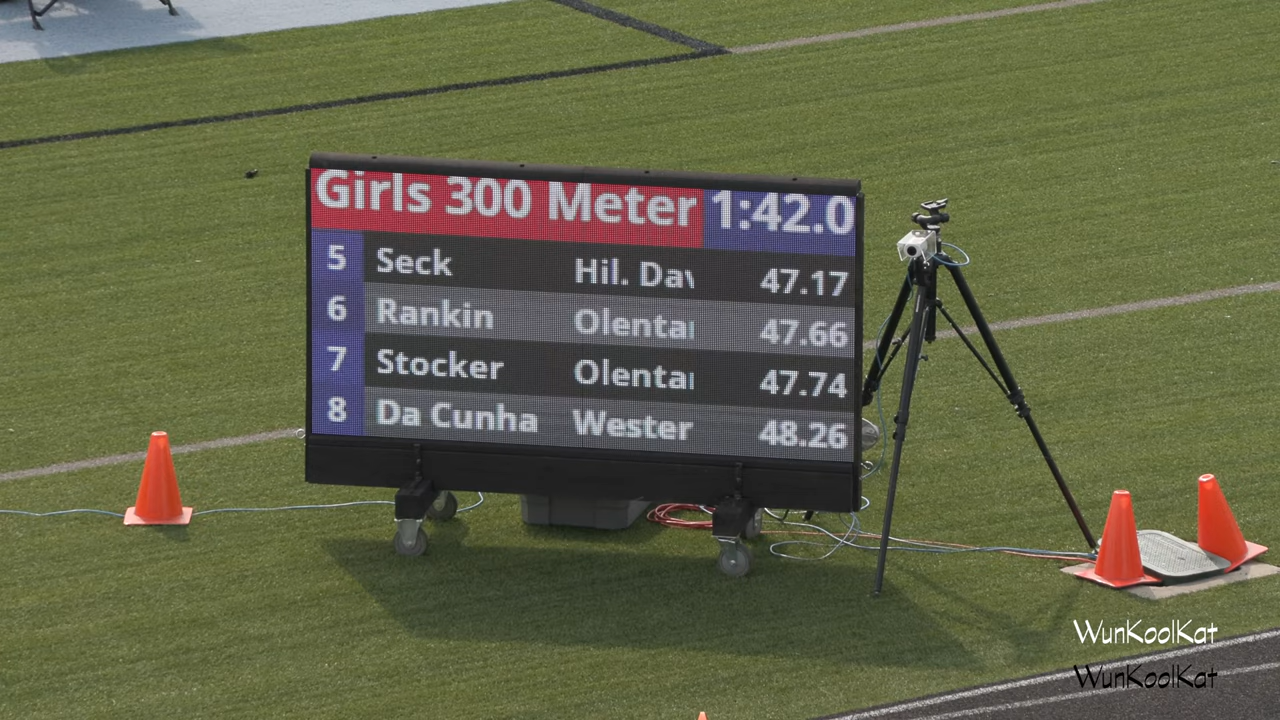 Girls 300 Meter 1:42.0
5 Seck Hil. Dav 47.17
6 Rankin Olenta 47.66
7 Stocker Olenta 47.74
8 Da Cunha Wester 48.26
WunKoolKat
WunKoolKat